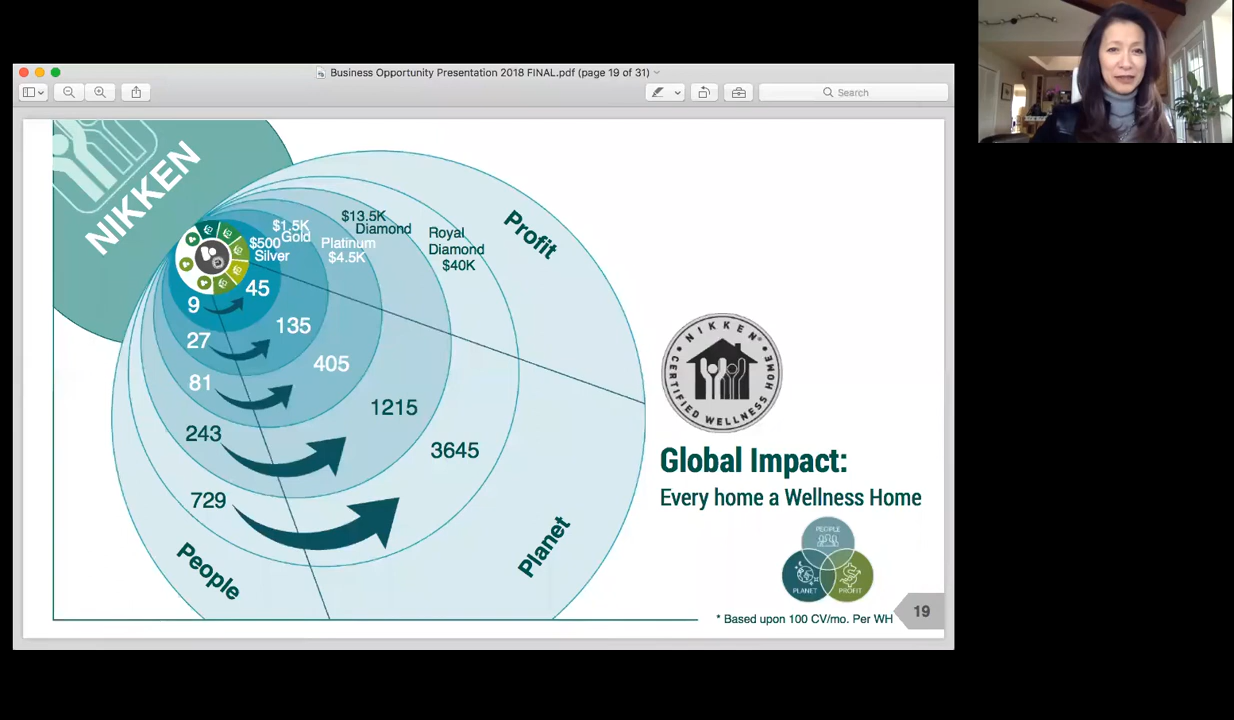 Business Opportunity Presentation 2018 FINAL.pdf (page 19 of 31)
Search
NIKKEN
$500
Silver
$1.5K
Gold
Platinum
$4.5K
$13.5K
Diamond
Royal
Diamond
$40K
Profit
9
45
27
135
81
405
243
1215
729
3645
People
Planet
NIKKEN®
CERTIFIED WELLNESS HOME
Global Impact:
Every home a Wellness Home
PEOPLE
PLANET
PROFIT
* Based upon 100 CV/mo. Per WH
19